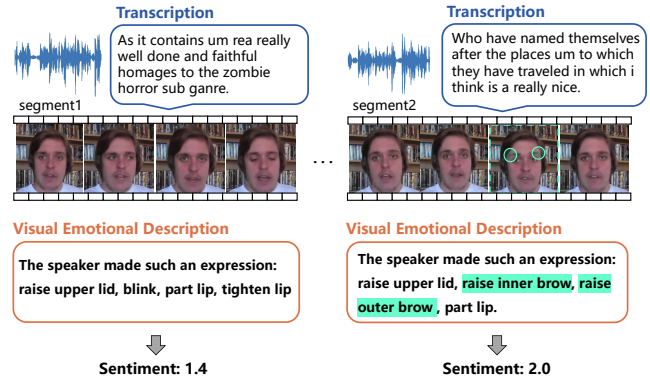 Transcription
As it contains um rea really
well done and faithful
homages to the zombie
horror sub ganre.
segment1
Visual Emotional Description
The speaker made such an expression:
raise upper lid, blink, part lip, tighten lip
Sentiment: 1.4
...
Transcription
Who have named themselves
after the places um to which
they have traveled in which i
think is a really nice.
segment2
Visual Emotional Description
The speaker made such an expression:
raise upper lid, raise inner brow, raise
outer brow , part lip.
Sentiment: 2.0